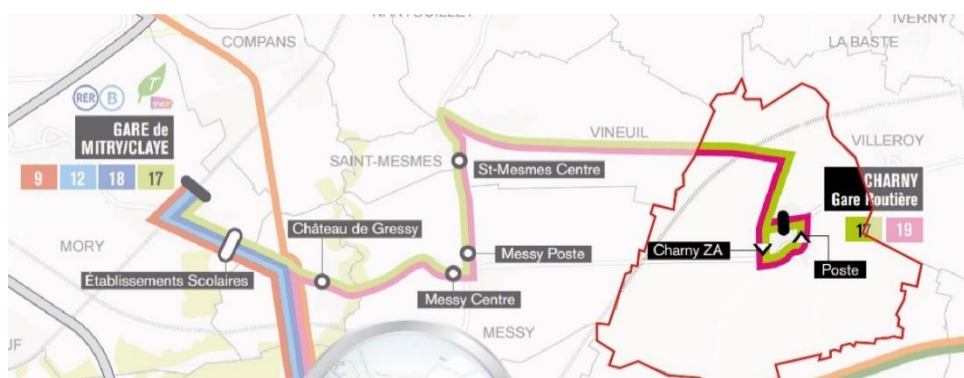 COMPANS
IVERNY
LA BASTE
RER B
T
SNCF
GARE de
MITRY/CLAYE
9 12 18 17
SAINT-MESMES
VINEUIL
VILLEROY
St-Mesmes Centre
CHARNY
Gare Routière
17 19
Château de Gressy
MORY
Établissements Scolaires
Messy Poste
Charny ZA
Poste
Messy Centre
MESSY